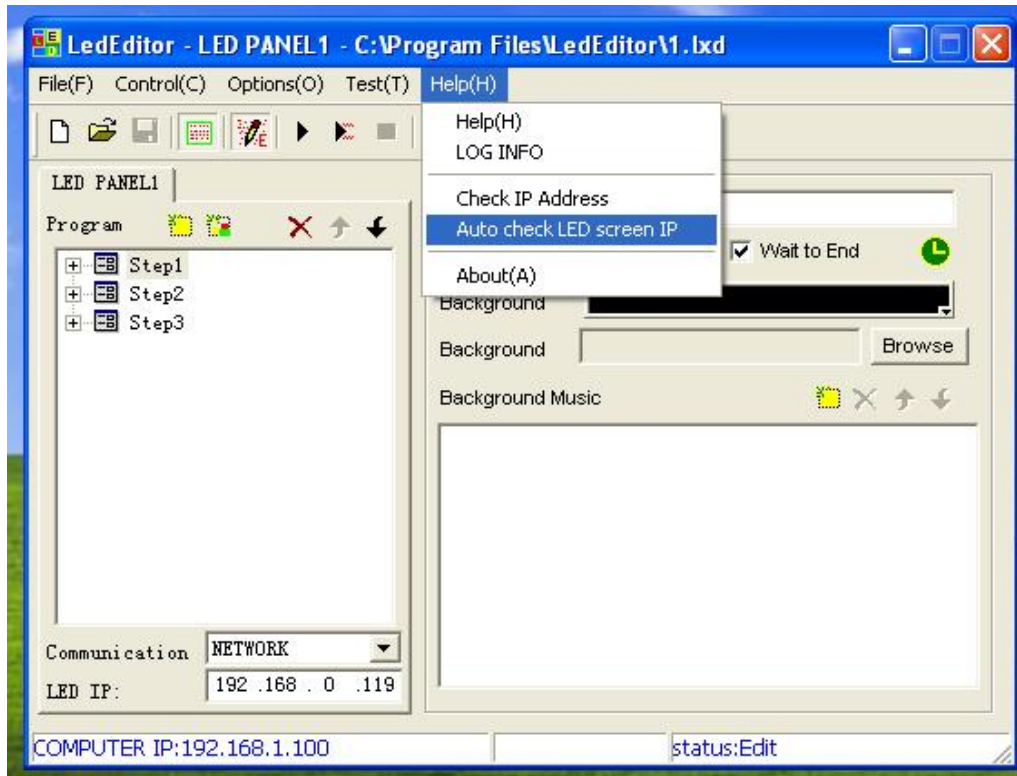 LedEditor - LED PANEL1 - C:\Program Files\LedEditor\1.lxd
File(F) Control(C) Options(O) Test(T) Help(H)
Help(H)
LOG INFO
Check IP Address
Auto check LED screen IP
About(A)
LED PANEL1
Program
Step1
Step2
Step3
Wait to End
Background
Background Browse
Background Music
Communication NETWORK
LED IP: 192 .168 . 0 .119
COMPUTER IP:192.168.1.100 status:Edit